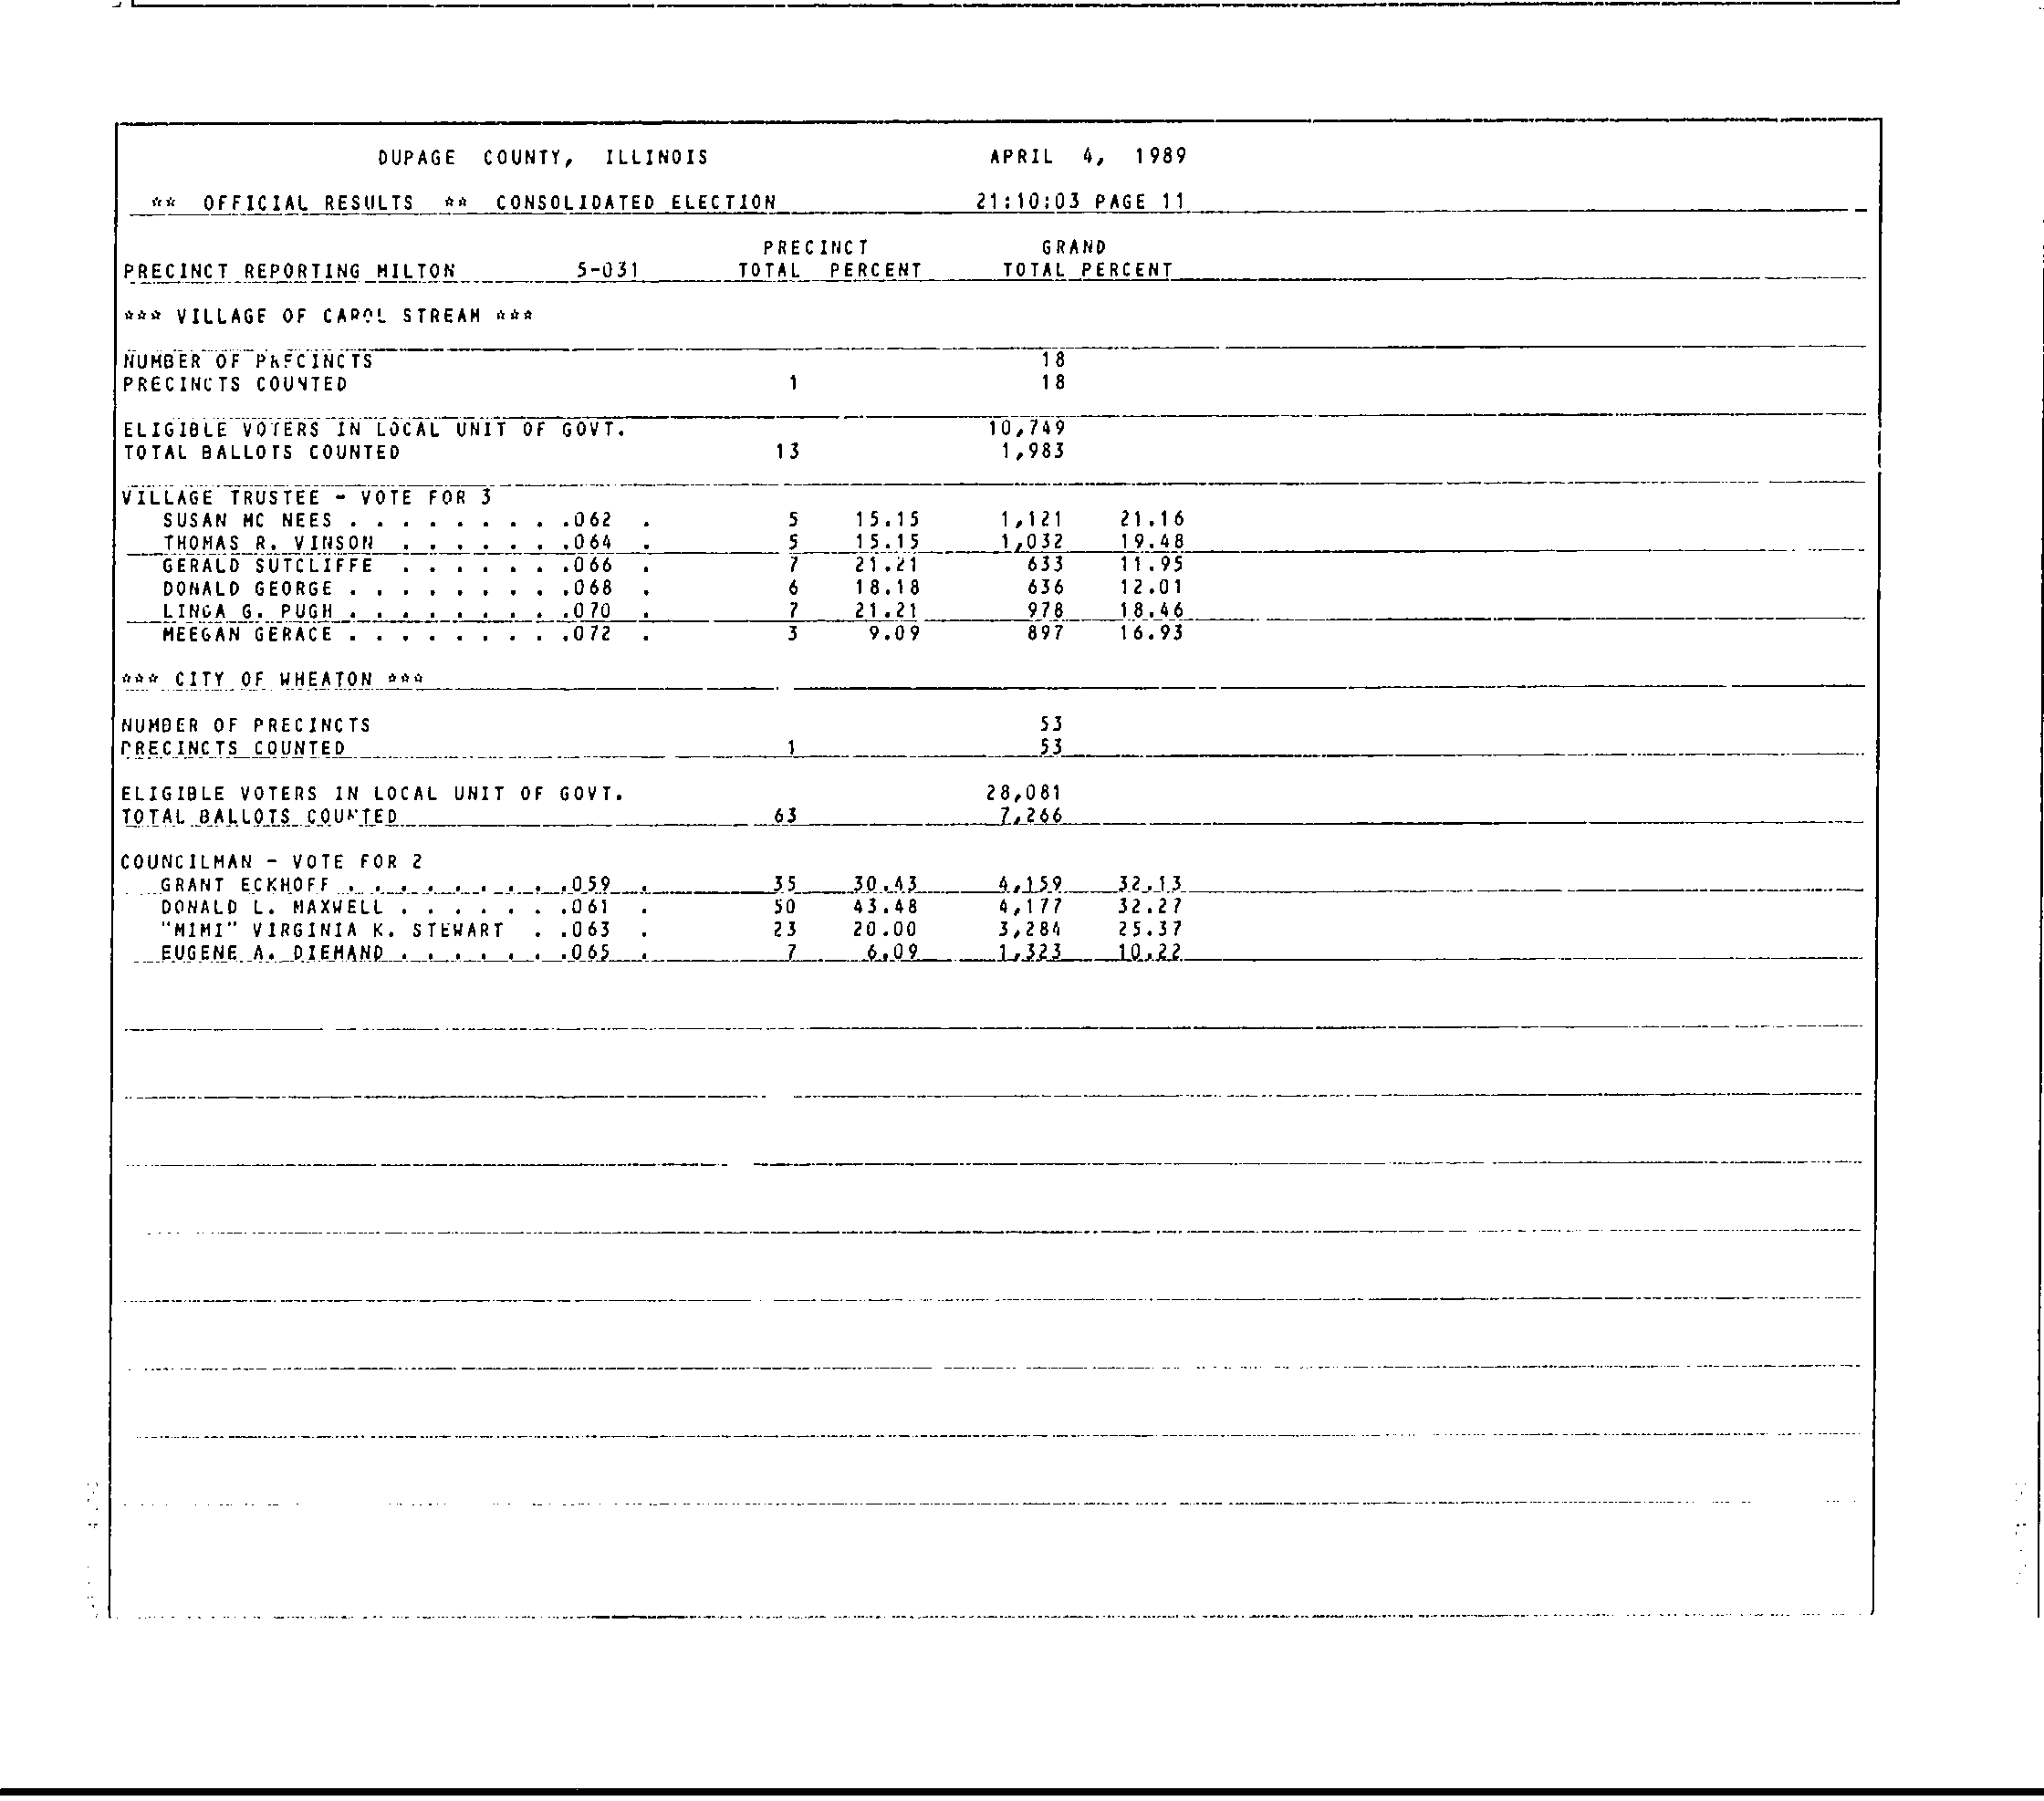 DUPAGE COUNTY, ILLINOIS APRIL 4, 1989
** OFFICIAL RESULTS ** CONSOLIDATED ELECTION 21:10:03 PAGE 11
PRECINCT GRAND
PRECINCT REPORTING MILTON 5-031 TOTAL PERCENT TOTAL PERCENT
*** VILLAGE OF CAROL STREAM ***
NUMBER OF PRECINCTS 18
PRECINCTS COUNTED 1 18
ELIGIBLE VOTERS IN LOCAL UNIT OF GOVT. 10,749
TOTAL BALLOTS COUNTED 13 1,983
VILLAGE TRUSTEE - VOTE FOR 3
SUSAN MC NEES . . . . . . . . .062 . 5 15.15 1,121 21.16
THOMAS R. VINSON . . . . . . .064 . 5 15.15 1,032 19.48
GERALD SUTCLIFFE . . . . . . .066 . 7 21.21 633 11.95
DONALD GEORGE . . . . . . . . .068 . 6 18.18 636 12.01
LINDA G. PUGH . . . . . . . . .070 . 7 21.21 978 18.46
MEEGAN GERACE . . . . . . . . .072 . 3 9.09 897 16.93
*** CITY OF WHEATON ***
NUMBER OF PRECINCTS 53
PRECINCTS COUNTED 1 53
ELIGIBLE VOTERS IN LOCAL UNIT OF GOVT. 28,081
TOTAL BALLOTS COUNTED 63 7,266
COUNCILMAN - VOTE FOR 2
GRANT ECKHOFF . . . . . . . . .059 . 35 30.43 4,159 32.13
DONALD L. MAXWELL . . . . . . .061 . 50 43.48 4,177 32.27
"MIMI" VIRGINIA K. STEWART . .063 . 23 20.00 3,284 25.37
EUGENE A. DIEMAND . . . . . . .065 . 7 6.09 1,323 10.22